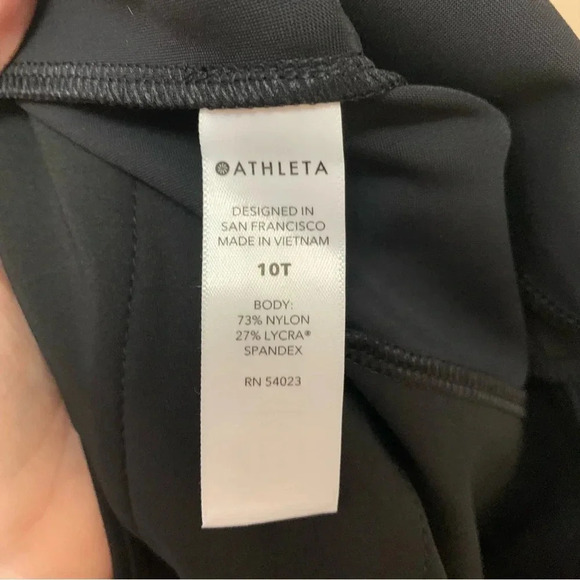 ATHLETA
DESIGNED IN
SAN FRANCISCO
MADE IN VIETNAM
10T
BODY:
73% NYLON
27% LYCRA®
SPANDEX
RN 54023